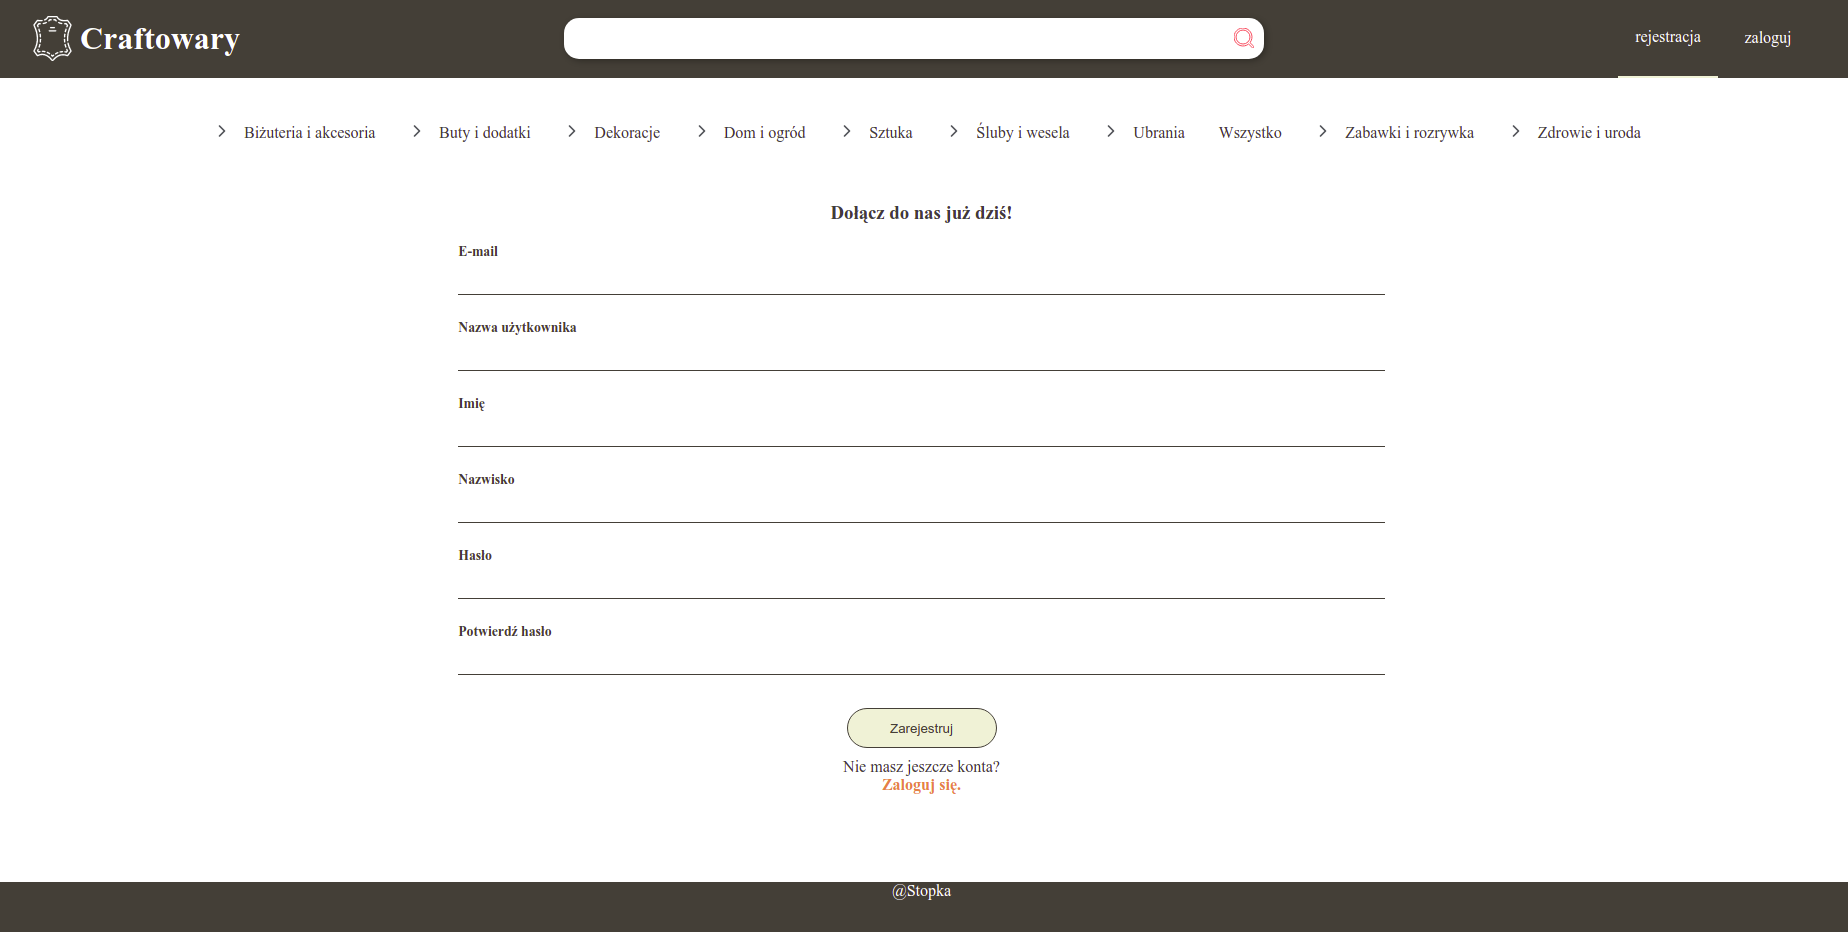 Craftowary
rejestracja
zaloguj
Biżuteria i akcesoria Buty i dodatki Dekoracje Dom i ogród Sztuka Śluby i wesela Ubrania Wszystko Zabawki i rozrywka Zdrowie i uroda
Dołącz do nas już dziś!
E-mail
Nazwa użytkownika
Imię
Nazwisko
Hasło
Potwierdź hasło
Zarejestruj
Nie masz jeszcze konta?
Zaloguj się.
@Stopka